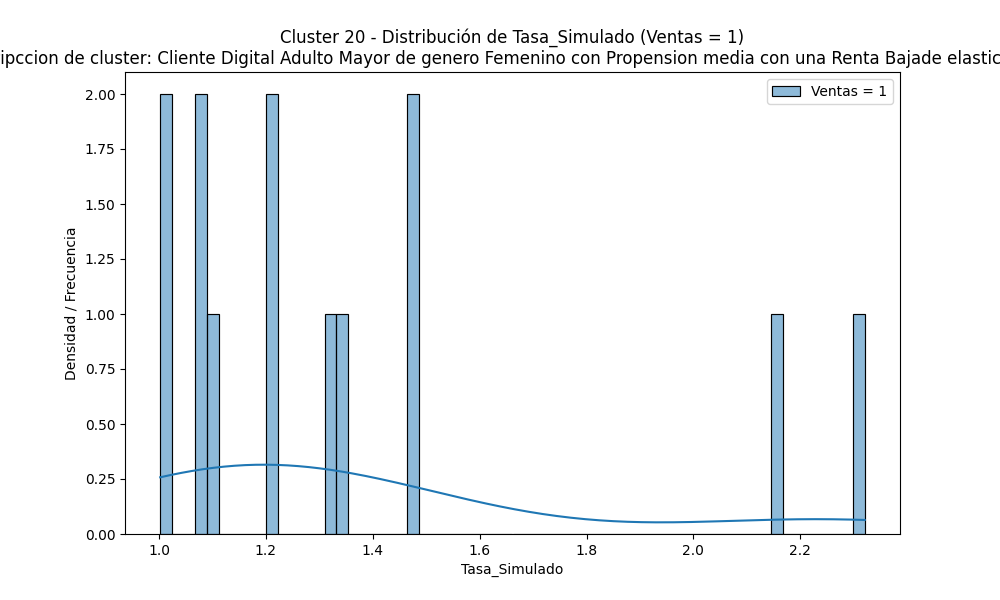 Cluster 20 - Distribución de Tasa_Simulado (Ventas = 1)
ipccion de cluster: Cliente Digital Adulto Mayor de genero Femenino con Propension media con una Renta Bajade elastic
Ventas = 1
Densidad / Frecuencia
2.00
1.75
1.50
1.25
1.00
0.75
0.50
0.25
0.00
1.0 1.2 1.4 1.6 1.8 2.0 2.2
Tasa_Simulado